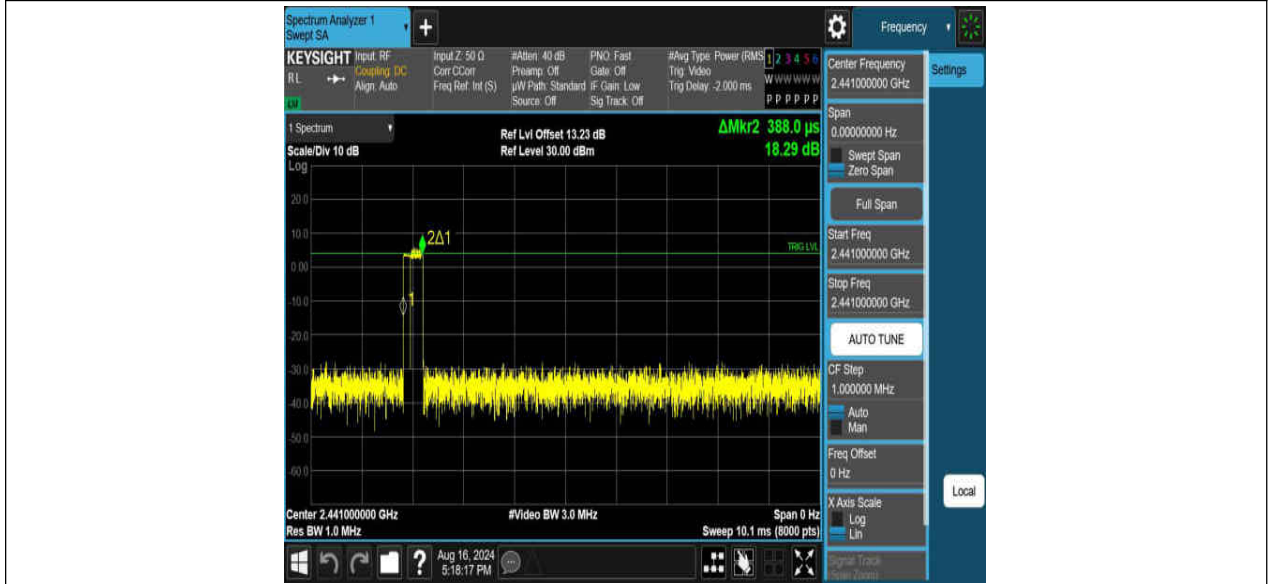 Spectrum Analyzer 1
Swept SA
+
Frequency
KEYSIGHT
RL
LXI
Input: RF
Coupling: DC
Align: Auto
Input Z: 50 Ω
Corr CCorr
Freq Ref: Int (S)
#Atten: 40 dB
Preamp: Off
µW Path: Standard
Source: Off
PNO: Fast
Gate: Off
IF Gain: Low
Sig Track: Off
#Avg Type: Power (RMS
Trig: Video
Trig Delay: -2.000 ms
1 2 3 4 5 6
W W W W W W
P P P P P P
1 Spectrum
Scale/Div 10 dB
Log
Ref Lvl Offset 13.23 dB
Ref Level 30.00 dBm
ΔMkr2 388.0 µs
18.29 dB
20.0
10.0
0.00
-10.0
-20.0
-30.0
-40.0
-50.0
-60.0
2Δ1
1
TRIG LVL
Center 2.441000000 GHz
Res BW 1.0 MHz
#Video BW 3.0 MHz
Span 0 Hz
Sweep 10.1 ms (8000 pts)
Aug 16, 2024
5:18:17 PM
?
Center Frequency
2.441000000 GHz
Span
0.00000000 Hz
Swept Span
Zero Span
Full Span
Start Freq
2.441000000 GHz
Stop Freq
2.441000000 GHz
AUTO TUNE
CF Step
1.000000 MHz
Auto
Man
Freq Offset
0 Hz
X Axis Scale
Log
Lin
Signal Track
(Span Zoom)
Settings
Local